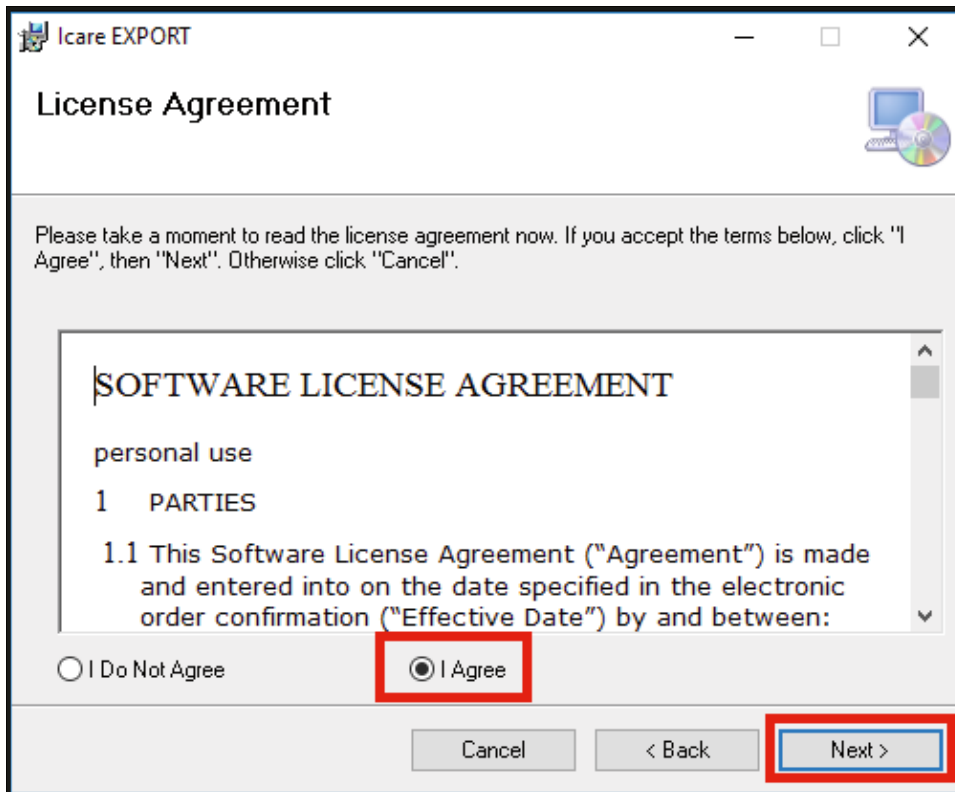 Icare EXPORT
License Agreement
Please take a moment to read the license agreement now. If you accept the terms below, click "I
Agree", then "Next". Otherwise click "Cancel".
SOFTWARE LICENSE AGREEMENT
personal use
1 PARTIES
1.1 This Software License Agreement (“Agreement”) is made
and entered into on the date specified in the electronic
order confirmation (“Effective Date”) by and between:
I Do Not Agree
I Agree
Cancel
< Back
Next >